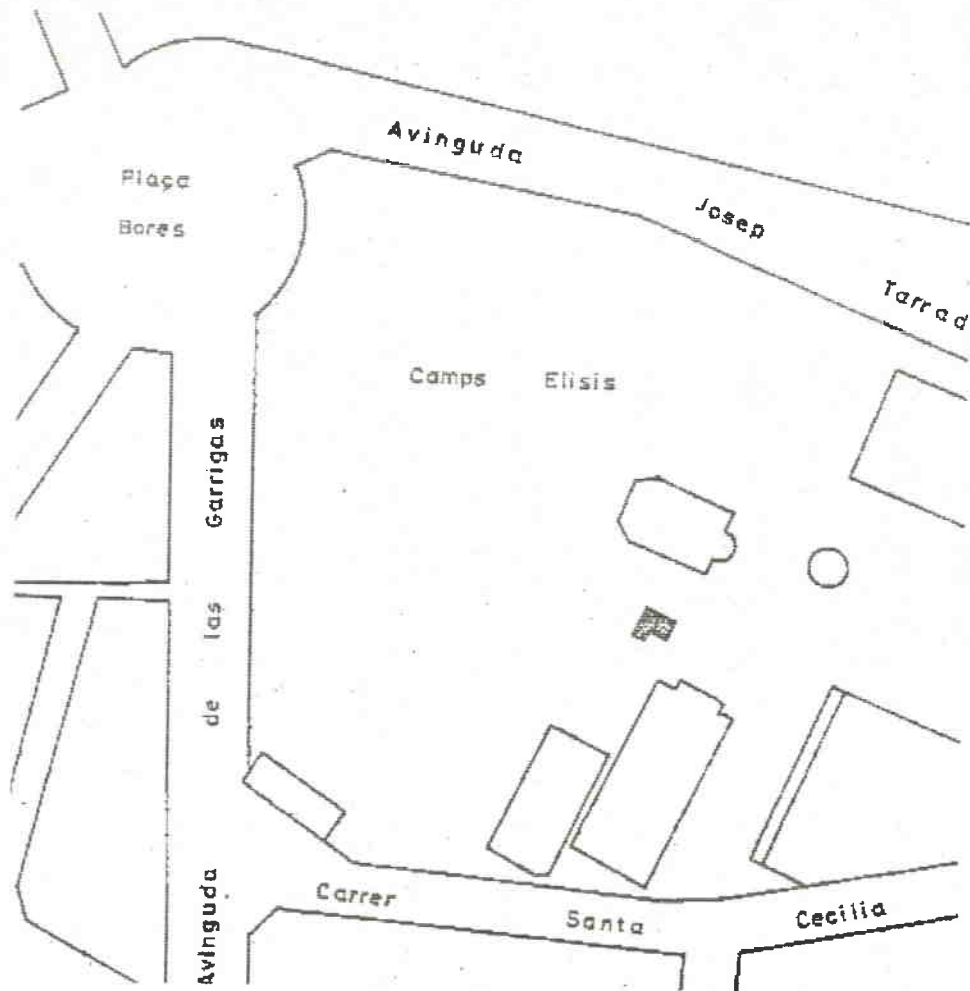 Avinguda
Josep
Tarrad
Plaça
Bores
Camps Elisis
Avinguda de las Garrigas
Carrer Santa Cecilia